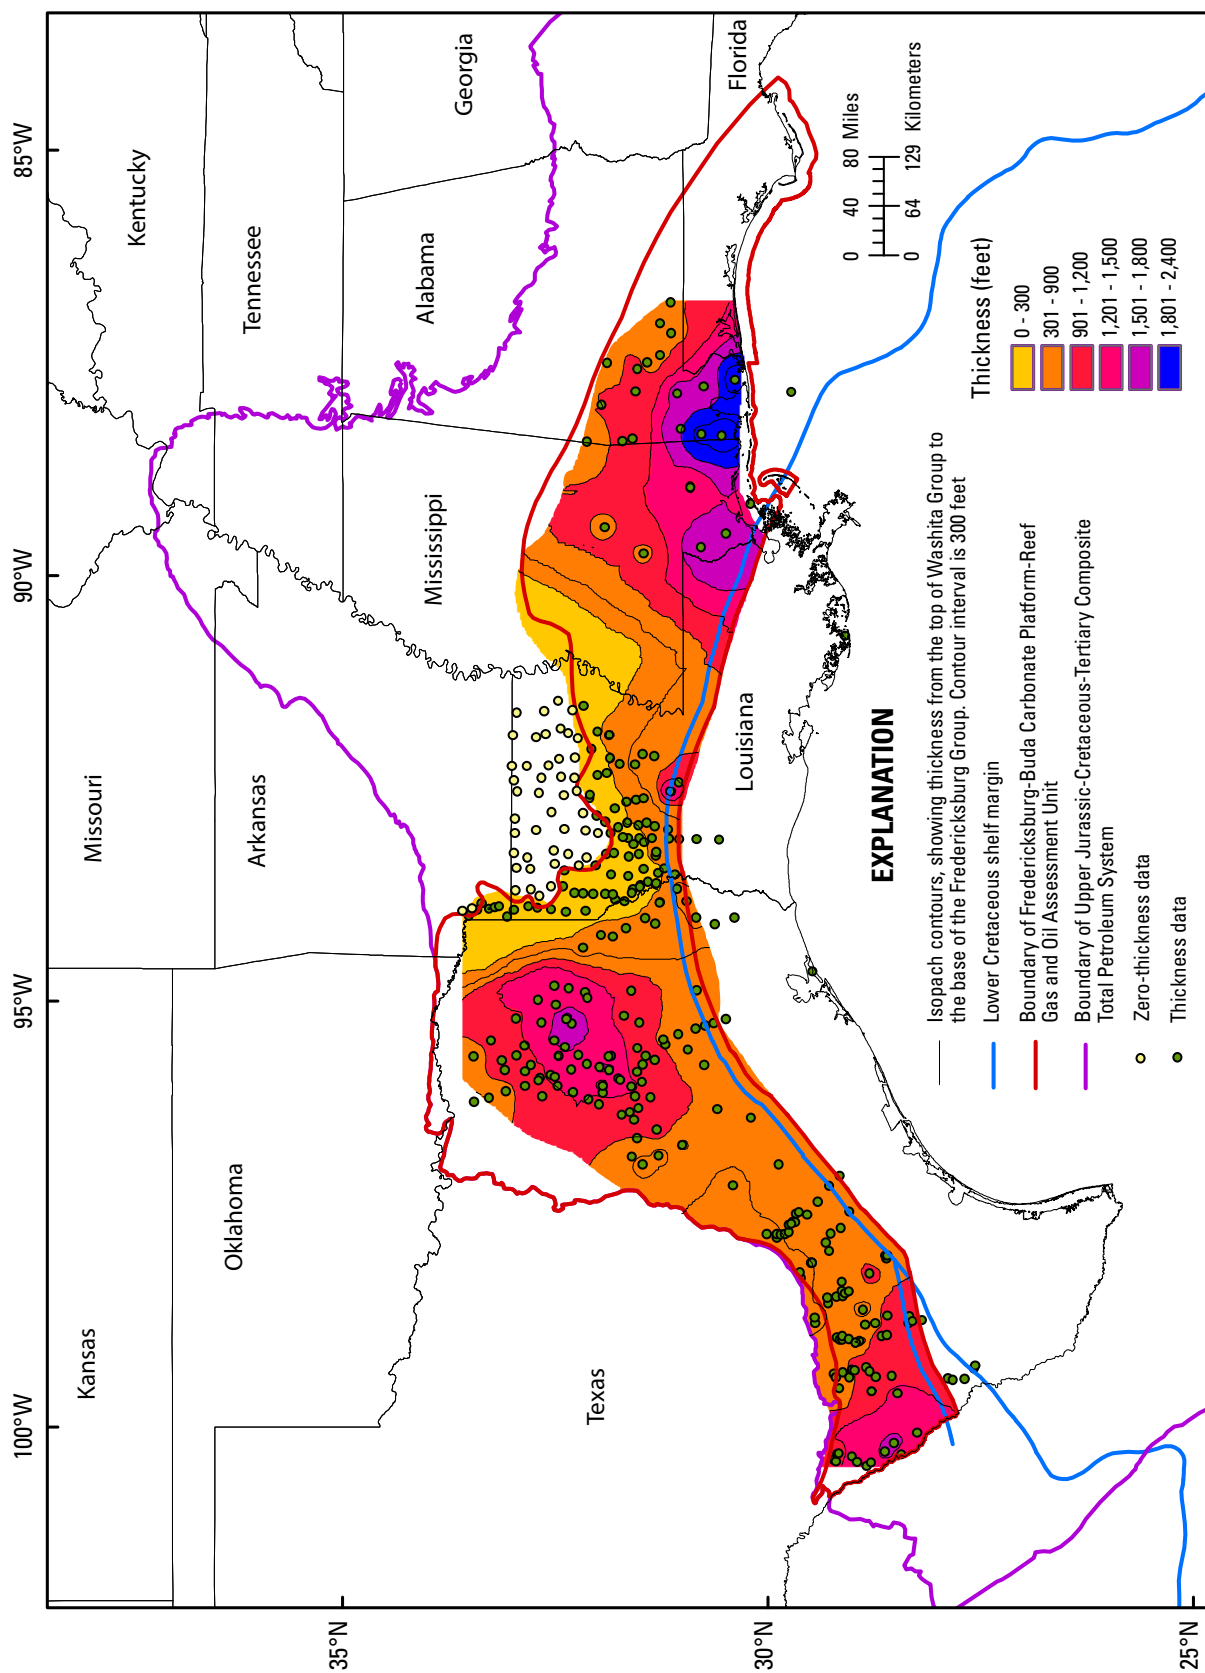 100°W
95°W
90°W
85°W
35°N
30°N
25°N
Kansas
Missouri
Kentucky
Oklahoma
Arkansas
Tennessee
Texas
Louisiana
Mississippi
Alabama
Georgia
Florida
0 40 80 Miles
0 64 129 Kilometers
EXPLANATION
Isopach contours, showing thickness from the top of Washita Group to
the base of the Fredericksburg Group. Contour interval is 300 feet
Lower Cretaceous shelf margin
Boundary of Fredericksburg-Buda Carbonate Platform-Reef
Gas and Oil Assessment Unit
Boundary of Upper Jurassic-Cretaceous-Tertiary Composite
Total Petroleum System
Zero-thickness data
Thickness data
Thickness (feet)
0 - 300
301 - 900
901 - 1,200
1,201 - 1,500
1,501 - 1,800
1,801 - 2,400